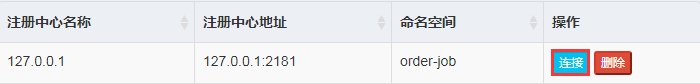 注册中心名称 注册中心地址 命名空间 操作
127.0.0.1 127.0.0.1:2181 order-job 连接 删除